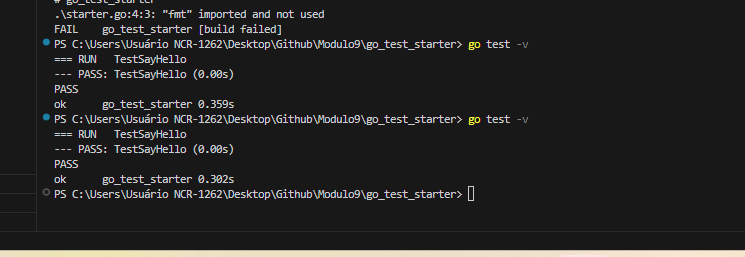 # go_test_starter
.\starter.go:4:3: "fmt" imported and not used
FAIL    go_test_starter [build failed]
PS C:\Users\Usuário NCR-1262\Desktop\Github\Modulo9\go_test_starter> go test -v
=== RUN   TestSayHello
--- PASS: TestSayHello (0.00s)
PASS
ok      go_test_starter 0.359s
PS C:\Users\Usuário NCR-1262\Desktop\Github\Modulo9\go_test_starter> go test -v
=== RUN   TestSayHello
--- PASS: TestSayHello (0.00s)
PASS
ok      go_test_starter 0.302s
PS C:\Users\Usuário NCR-1262\Desktop\Github\Modulo9\go_test_starter>